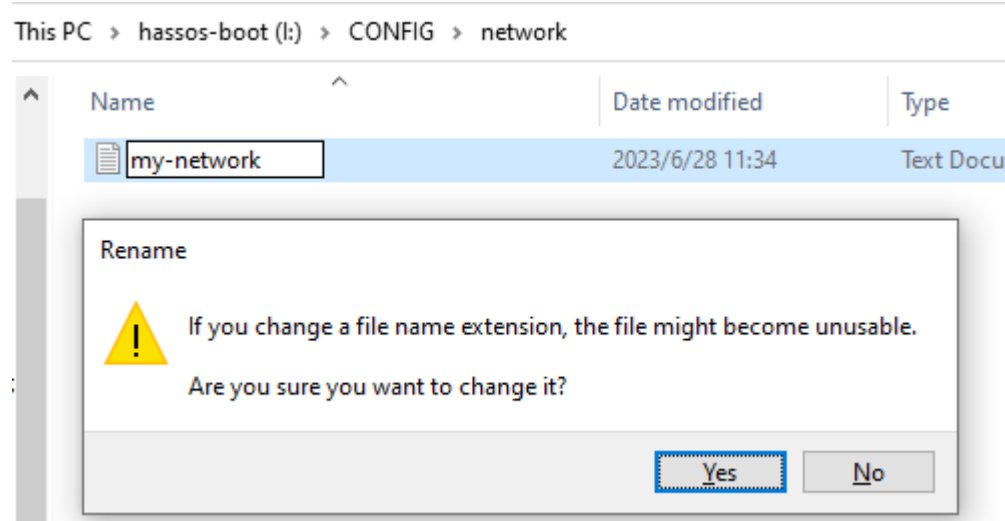 This PC > hassos-boot (I:) > CONFIG > network
Name Date modified Type
my-network 2023/6/28 11:34 Text Docu
Rename
If you change a file name extension, the file might become unusable.
Are you sure you want to change it?
Yes No